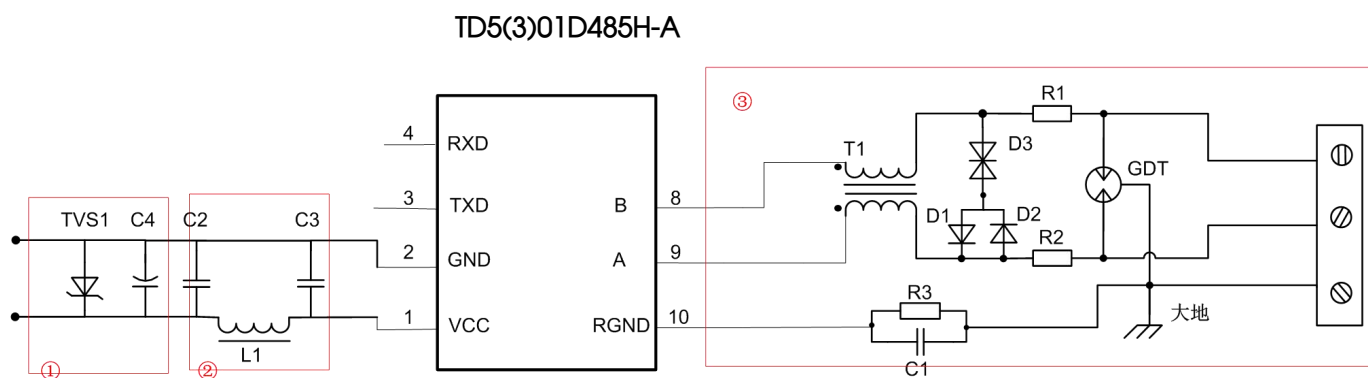 TD5(3)01D485H-A
③
R1
4
RXD
T1
D3
GDT
TVS1
C4
C2
C3
3
TXD
B
8
D1
D2
R2
2
GND
A
9
R3
大地
1
VCC
RGND
10
L1
C1
①
②